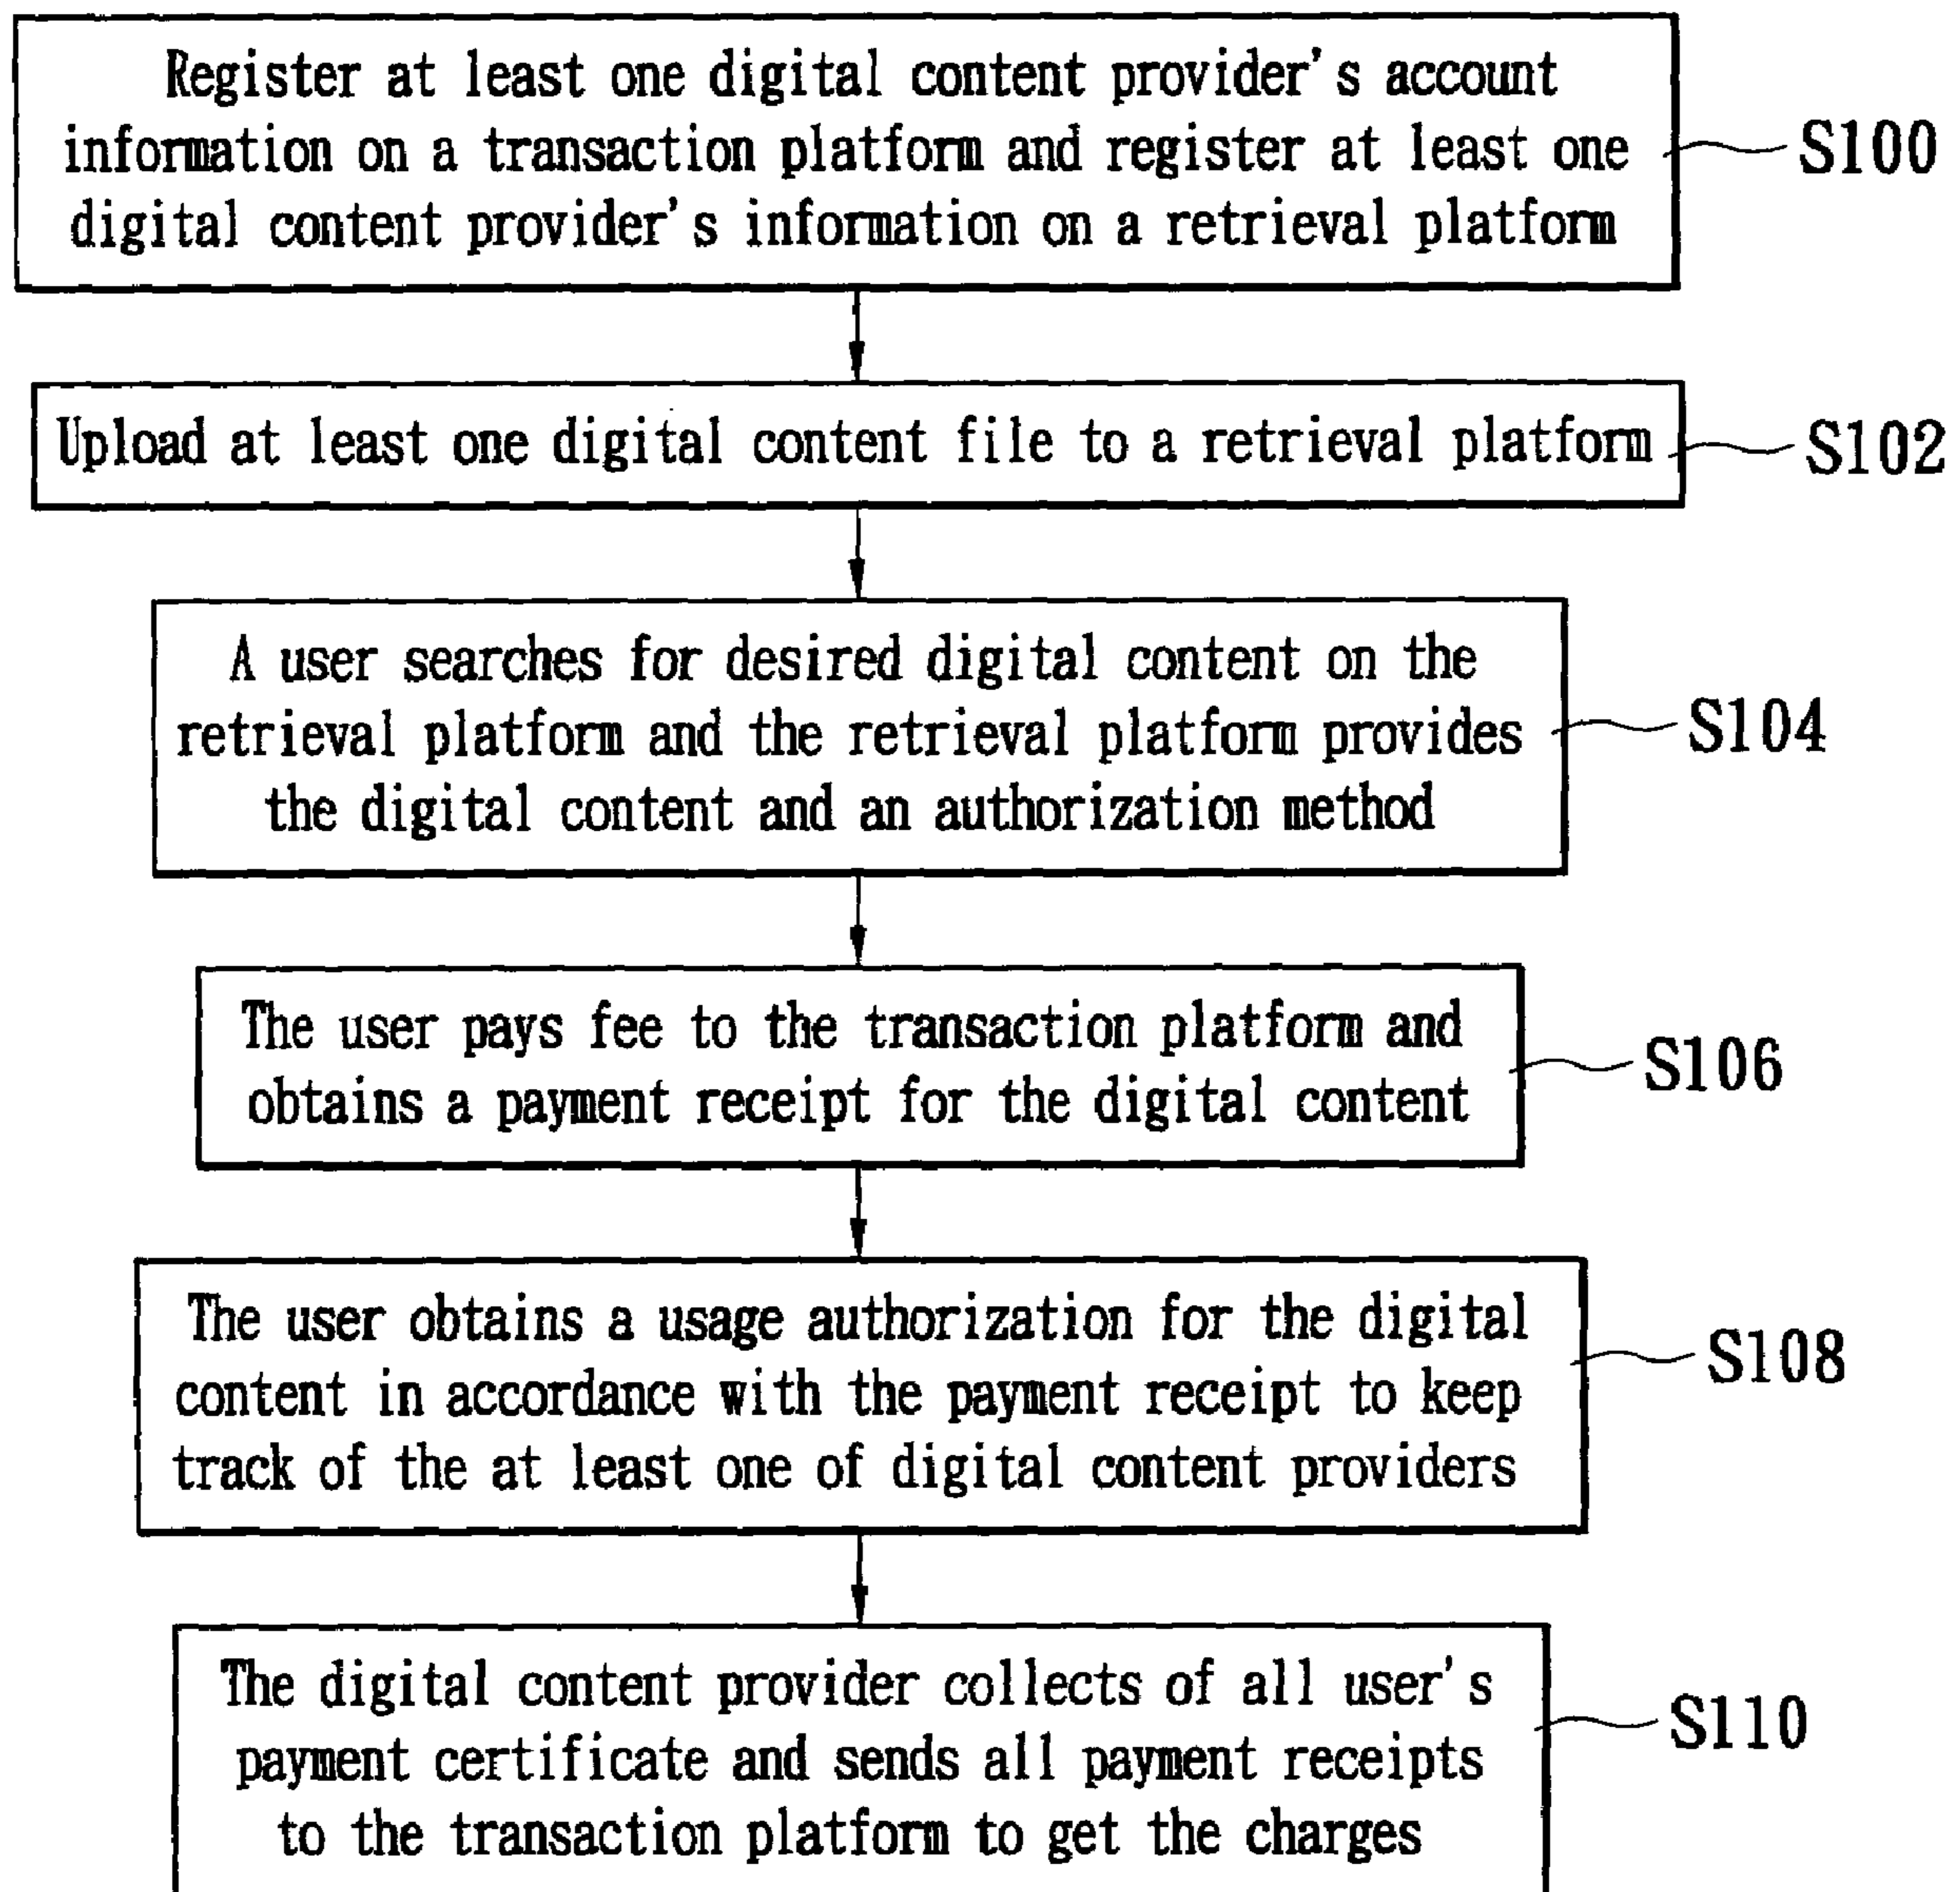 Register at least one digital content provider's account
information on a transaction platform and register at least one
digital content provider's information on a retrieval platform
S100
Upload at least one digital content file to a retrieval platform
S102
A user searches for desired digital content on the
retrieval platform and the retrieval platform provides
the digital content and an authorization method
S104
The user pays fee to the transaction platform and
obtains a payment receipt for the digital content
S106
The user obtains a usage authorization for the digital
content in accordance with the payment receipt to keep
track of the at least one of digital content providers
S108
The digital content provider collects of all user's
payment certificate and sends all payment receipts
to the transaction platform to get the charges
S110